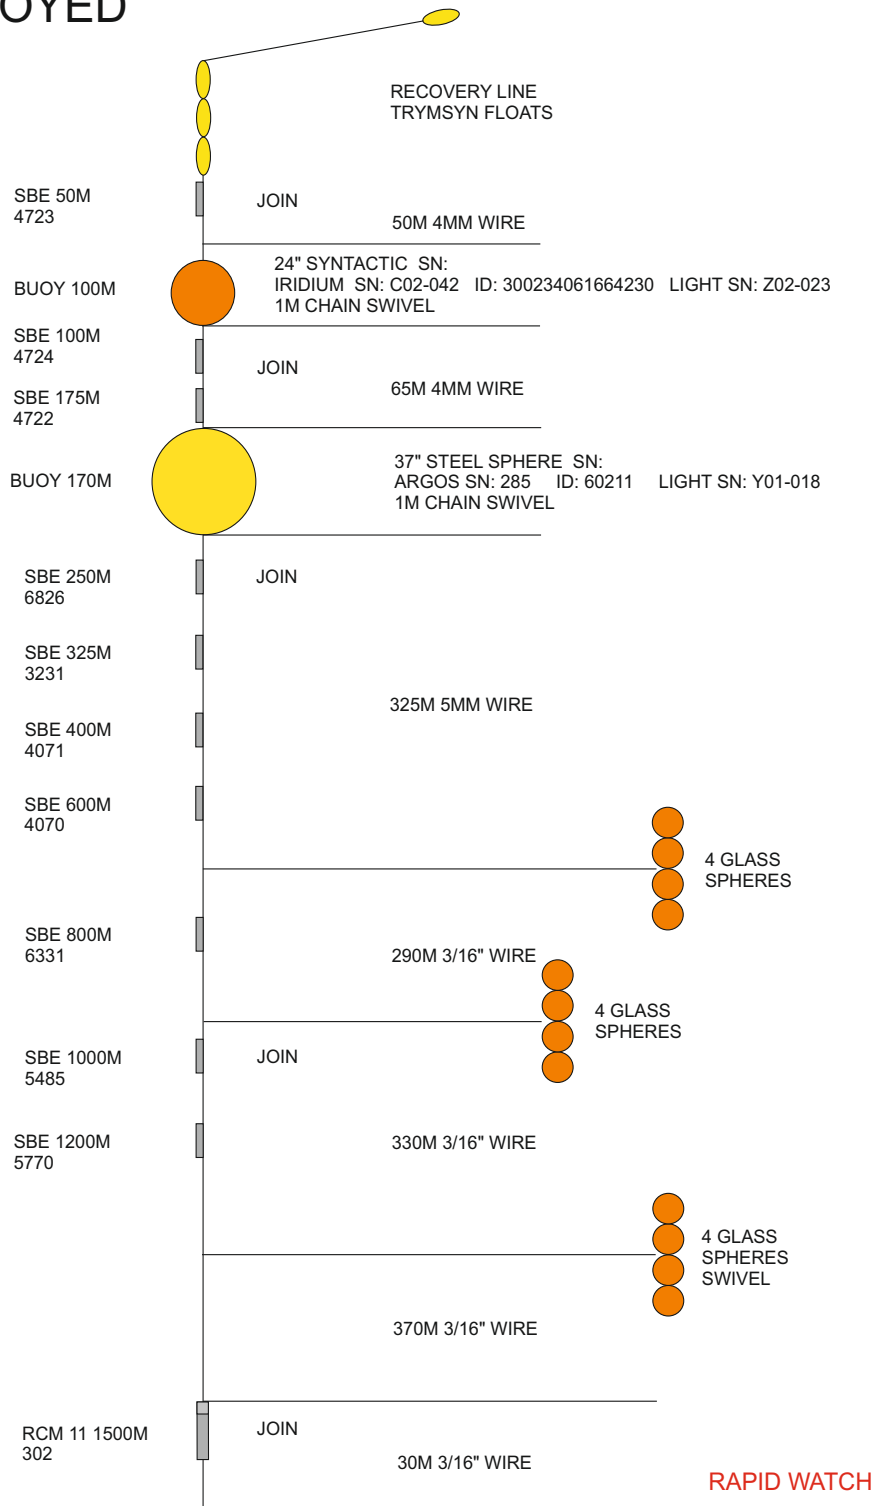 OYED
RECOVERY LINE
TRYMSYN FLOATS
SBE 50M
4723
JOIN
50M 4MM WIRE
24" SYNTACTIC  SN:
BUOY 100M
IRIDIUM  SN: C02-042   ID: 300234061664230   LIGHT SN: Z02-023
1M CHAIN SWIVEL
SBE 100M
4724
JOIN
65M 4MM WIRE
SBE 175M
4722
37" STEEL SPHERE  SN:
BUOY 170M
ARGOS SN: 285     ID: 60211      LIGHT SN: Y01-018
1M CHAIN SWIVEL
SBE 250M
6826
JOIN
SBE 325M
3231
325M 5MM WIRE
SBE 400M
4071
SBE 600M
4070
4 GLASS
SPHERES
SBE 800M
6331
290M 3/16" WIRE
4 GLASS
SPHERES
SBE 1000M
5485
JOIN
SBE 1200M
5770
330M 3/16" WIRE
4 GLASS
SPHERES
SWIVEL
370M 3/16" WIRE
RCM 11 1500M
302
JOIN
30M 3/16" WIRE
RAPID WATCH